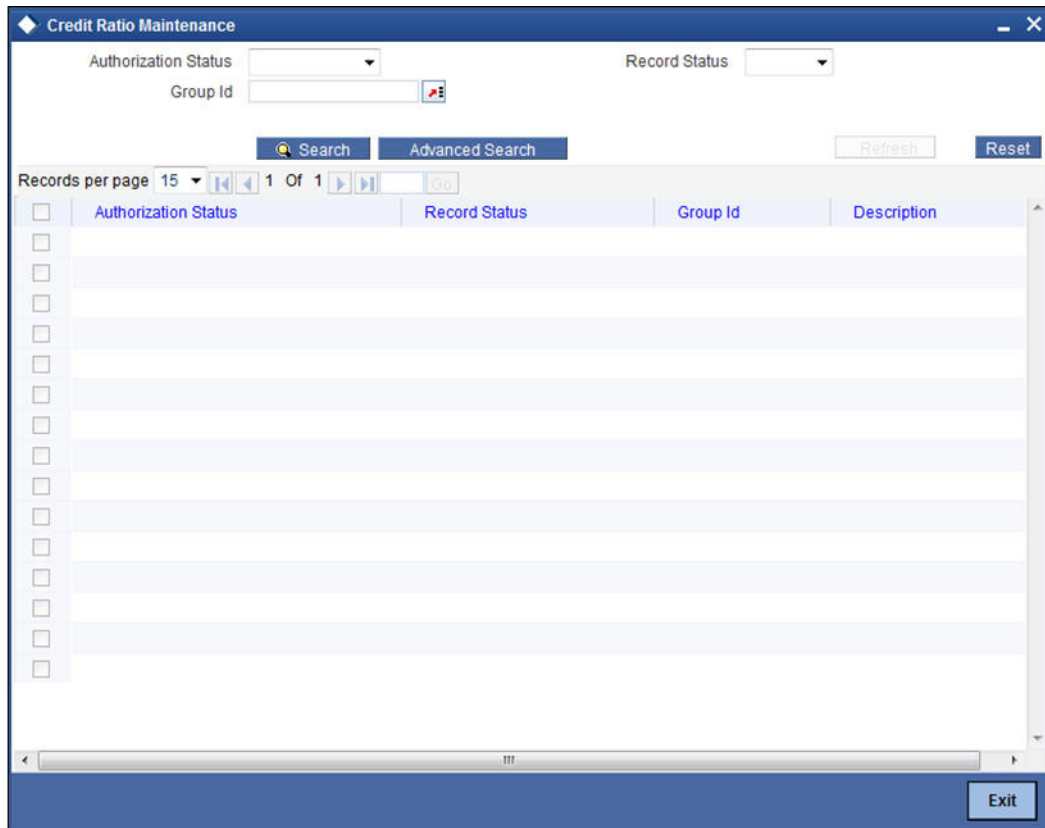 Credit Ratio Maintenance
Authorization Status
Record Status
Group Id
Search
Advanced Search
Refresh
Reset
Records per page 15 1 Of 1 Go
Authorization Status Record Status Group Id Description
Exit